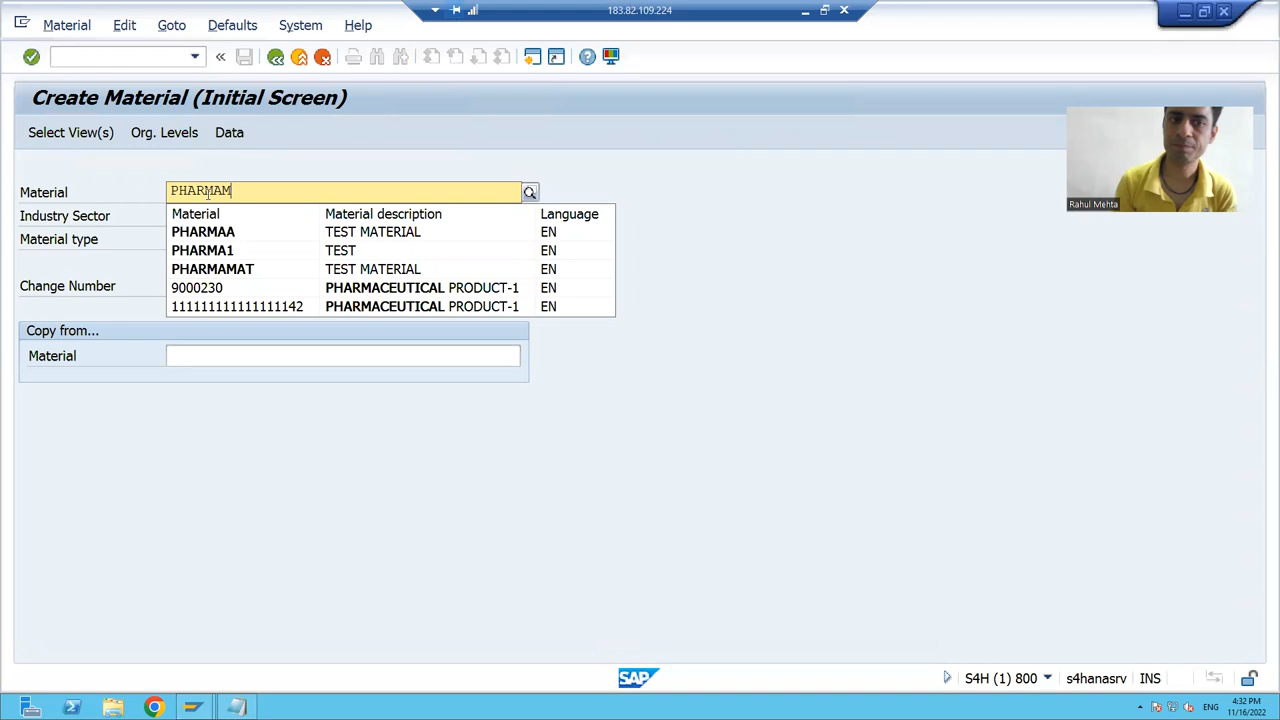 183.82.109.224
Material Edit Goto Defaults System Help
Create Material (Initial Screen)
Select View(s) Org. Levels Data
Material PHARMAM
Industry Sector
Material type
Change Number
Material Material description Language
PHARMAA TEST MATERIAL EN
PHARMA1 TEST EN
PHARMAMAT TEST MATERIAL EN
9000230 PHARMACEUTICAL PRODUCT-1 EN
111111111111111142 PHARMACEUTICAL PRODUCT-1 EN
Copy from...
Material
Rahul Mehta
SAP S4H (1) 800 s4hanasrv INS
ENG 4:32 PM
11/16/2022